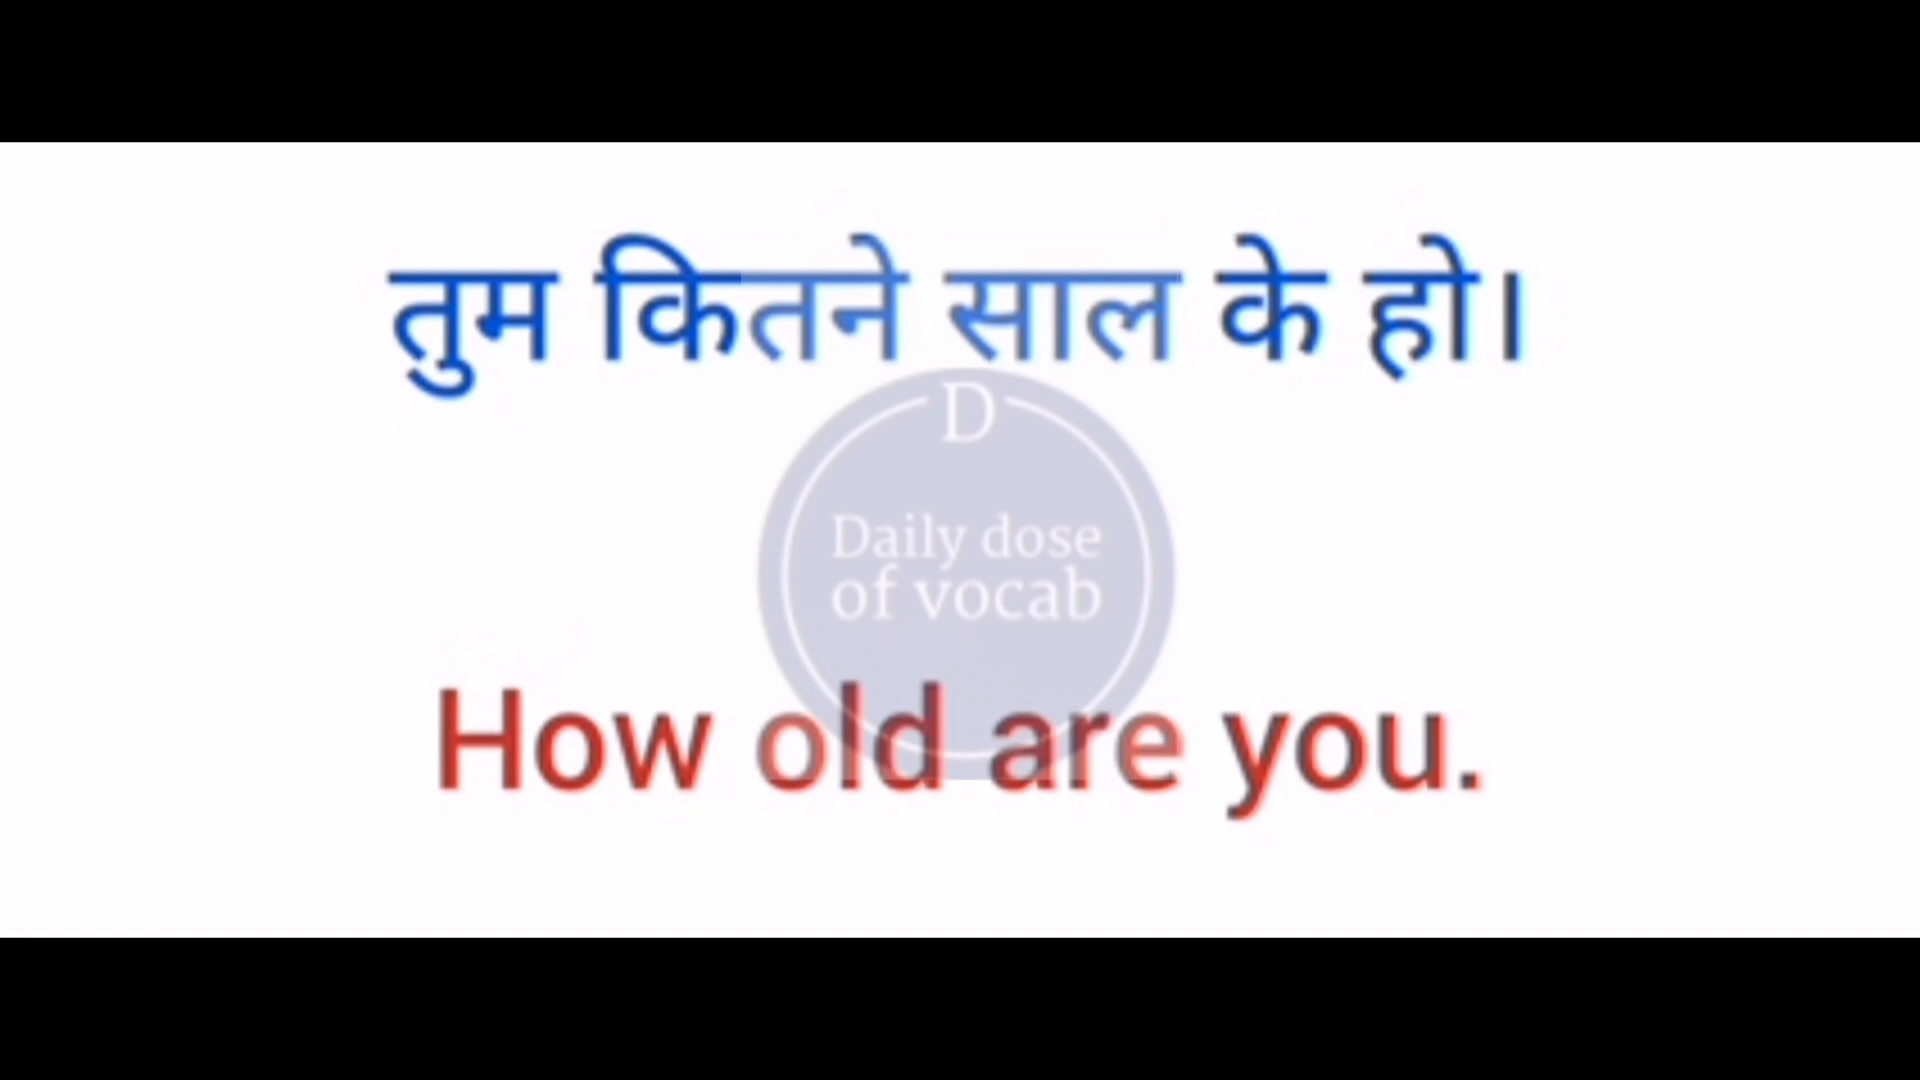 तुम कितने साल के हो।
D
Daily dose
of vocab
How old are you.